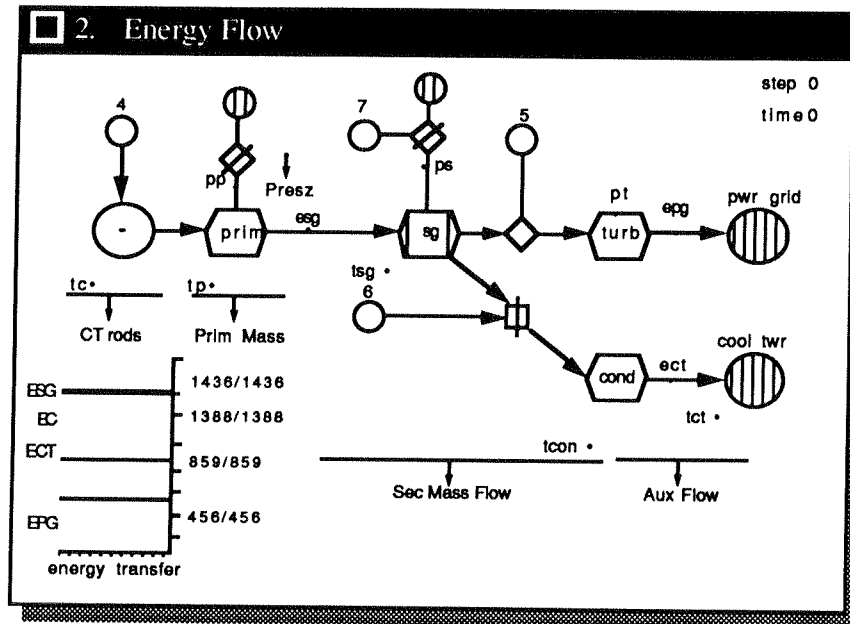 2. Energy Flow
step 0
time 0
4
7
5
pp
ps
Presz
pt
pwr grid
esg
epg
-
prim
sg
turb
tc
tp
tsg
6
CT rods
Prim Mass
cool twr
cond
ect
tct
ESG
1436/1436
EC
1388/1388
ECT
859/859
tcon
Sec Mass Flow
Aux Flow
EPG
456/456
energy transfer